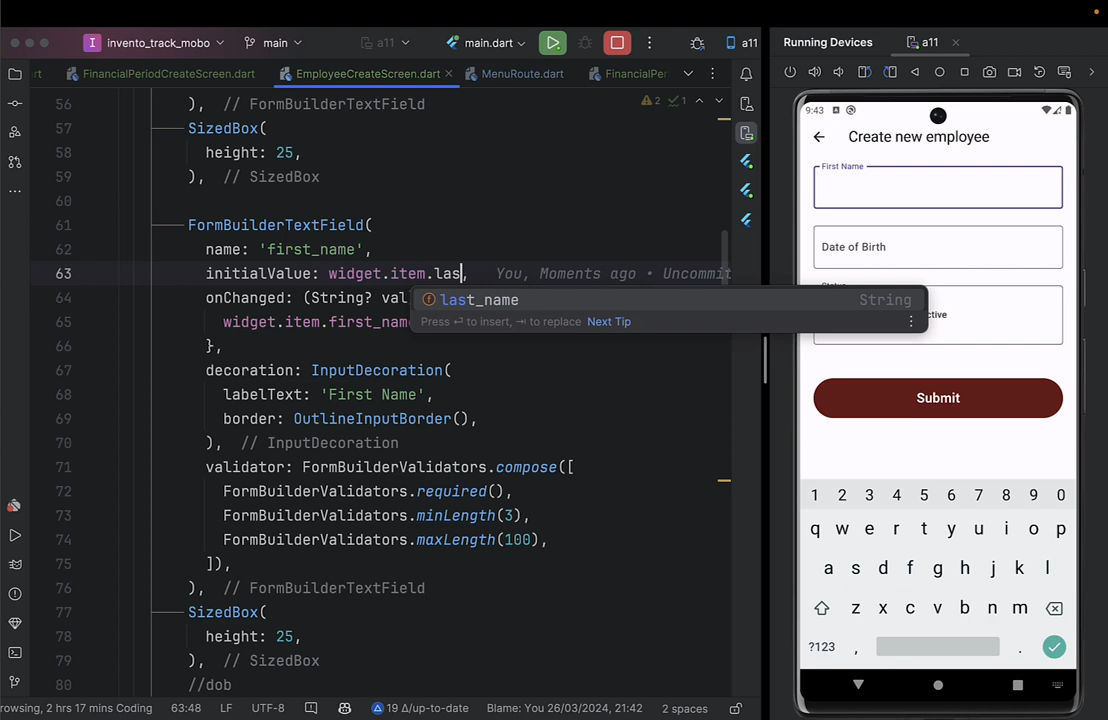 invento_track_mobo
main
a11
main.dart
a11
Running Devices
a11
rt
FinancialPeriodCreateScreen.dart
EmployeeCreateScreen.dart
MenuRoute.dart
FinancialPer
56 ), // FormBuilderTextField
57 SizedBox(
58 height: 25,
59 ), // SizedBox
60
61 FormBuilderTextField(
62 name: 'first_name',
63 initialValue: widget.item.las, You, Moments ago • Uncommit
64 onChanged: (String? val
65 widget.item.first_name
66 },
67 decoration: InputDecoration(
68 labelText: 'First Name',
69 border: OutlineInputBorder(),
70 ), // InputDecoration
71 validator: FormBuilderValidators.compose([
72 FormBuilderValidators.required(),
73 FormBuilderValidators.minLength(3),
74 FormBuilderValidators.maxLength(100),
75 ]),
76 ), // FormBuilderTextField
77 SizedBox(
78 height: 25,
79 ), // SizedBox
80 //dob
2 1
last_name String
Press ↵ to insert, ⇥ to replace Next Tip
rowsing, 2 hrs 17 mins Coding 63:48 LF UTF-8 19 Δ/up-to-date Blame: You 26/03/2024, 21:42 2 spaces
9:43
Create new employee
First Name
Date of Birth
ctive
Submit
1 2 3 4 5 6 7 8 9 0
q w e r t y u i o p
a s d f g h j k l
z x c v b n m
?123 , .